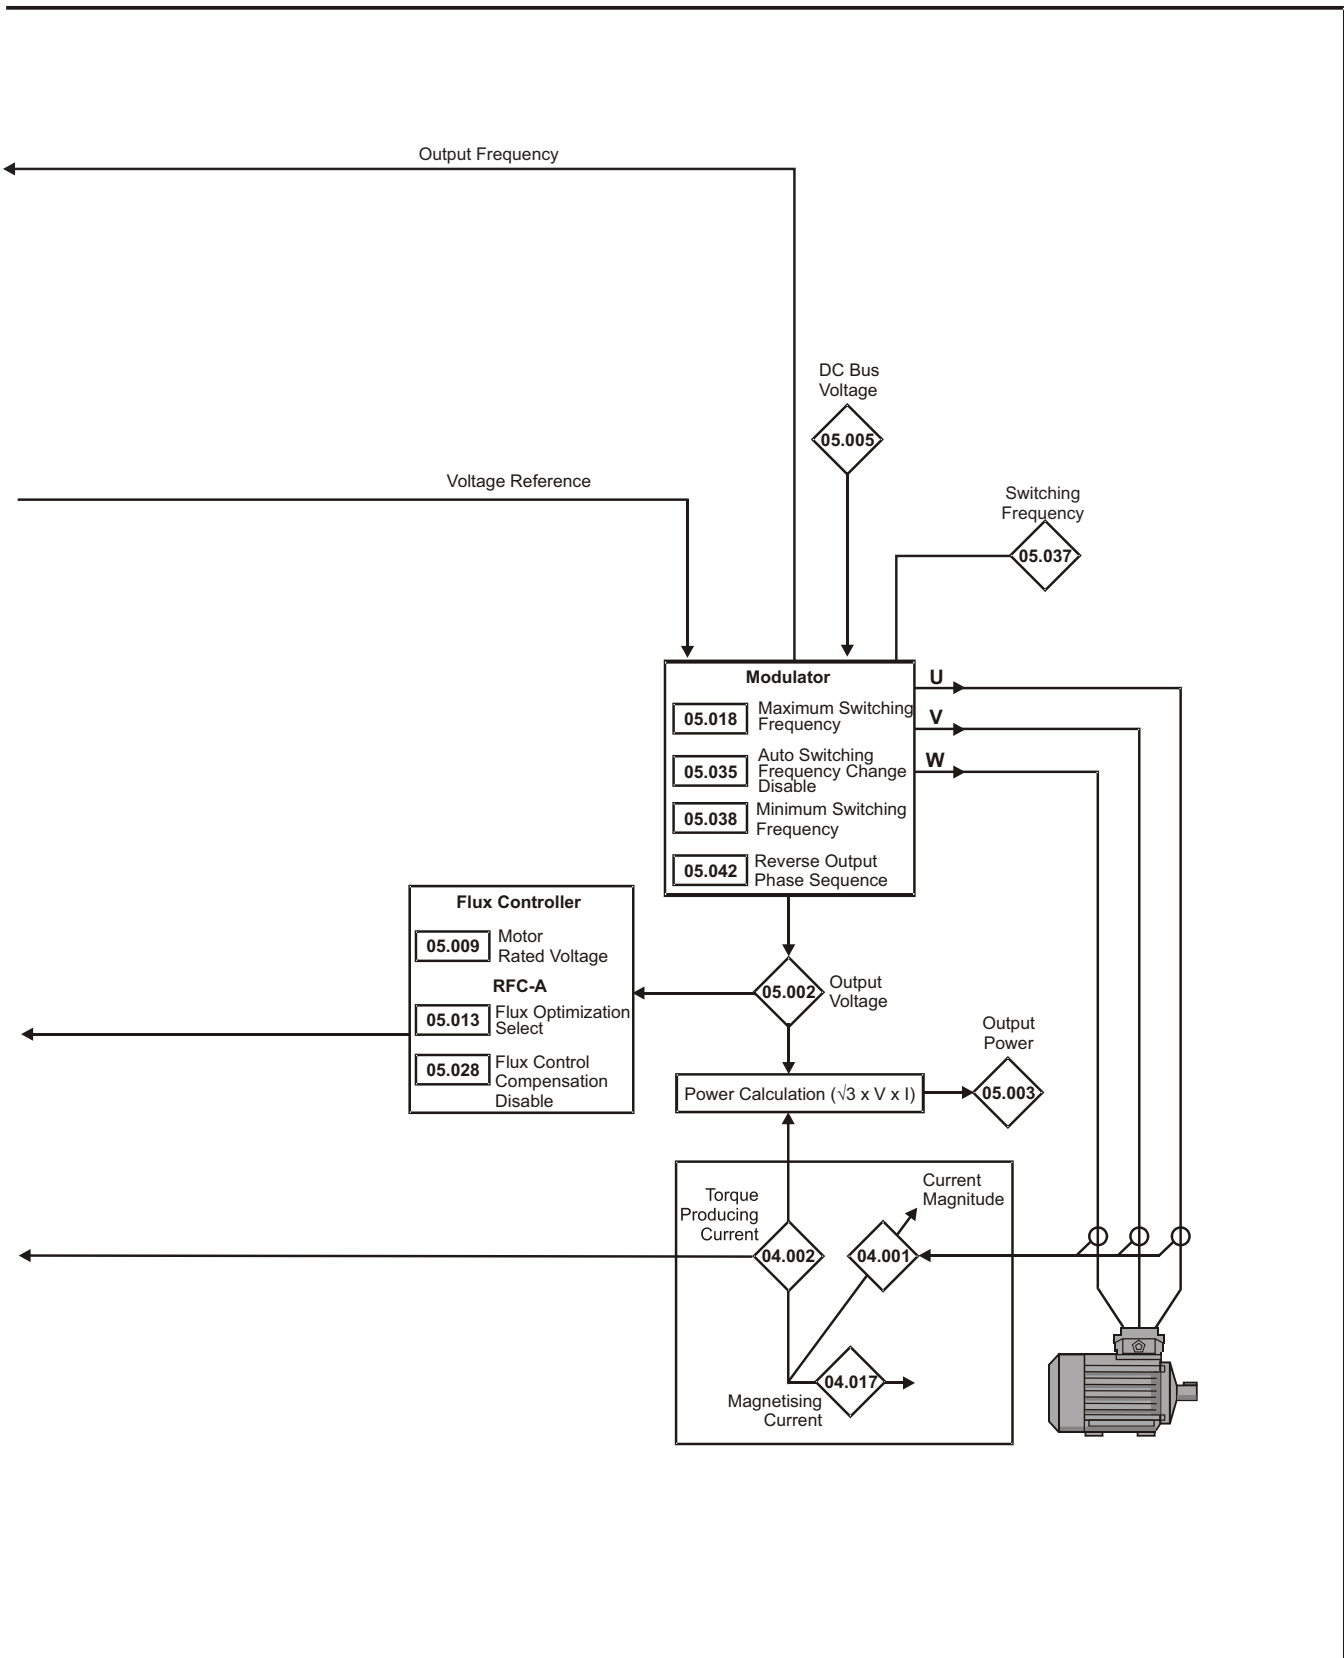 Output Frequency
DC Bus
Voltage
05.005
Voltage Reference
Switching
Frequency
05.037
Modulator
05.018
Maximum Switching
Frequency
05.035
Auto Switching
Frequency Change
Disable
05.038
Minimum Switching
Frequency
05.042
Reverse Output
Phase Sequence
U
V
W
Flux Controller
05.009
Motor
Rated Voltage
RFC-A
05.013
Flux Optimization
Select
05.028
Flux Control
Compensation
Disable
05.002
Output
Voltage
Output
Power
Power Calculation (√3 x V x I)
05.003
Torque
Producing
Current
04.002
Current
Magnitude
04.001
04.017
Magnetising
Current